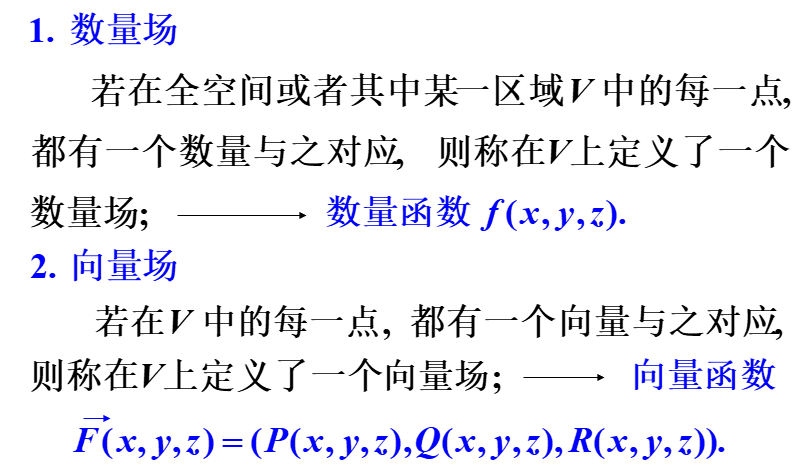 1. 数量场
若在全空间或者其中某一区域V 中的每一点,
都有一个数量与之对应, 则称在V上定义了一个
数量场; ⟶ 数量函数 f(x,y,z).
2. 向量场
若在V 中的每一点, 都有一个向量与之对应,
则称在V上定义了一个向量场; ⟶ 向量函数
F⃗(x,y,z)=(P(x,y,z),Q(x,y,z),R(x,y,z)).